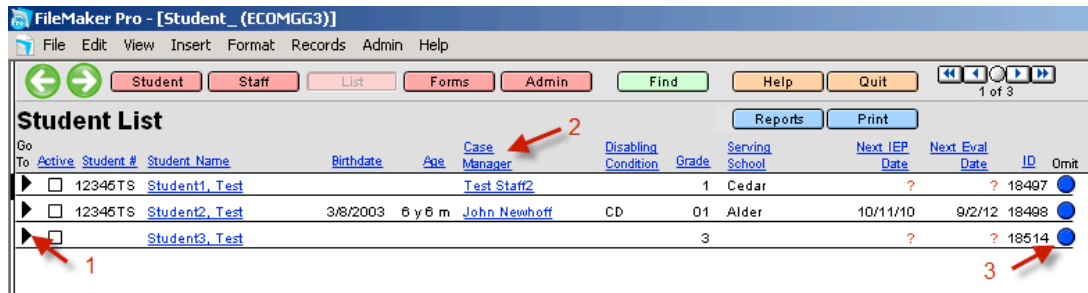 FileMaker Pro - [Student_ (ECOMGG3)]
File Edit View Insert Format Records Admin Help
Student Staff List Forms Admin Find Help Quit
1 of 3
Student List Reports Print
2
Go To Active Student # Student Name Birthdate Age Case Manager Disabling Condition Grade Serving School Next IEP Date Next Eval Date ID Omit
12345TS Student1, Test Test Staff2 1 Cedar ? ? 18497
12345TS Student2, Test 3/8/2003 6 y 6 m John Newhoff CD 01 Alder 10/11/10 9/2/12 18498
Student3, Test 3 ? ? 18514
1 3